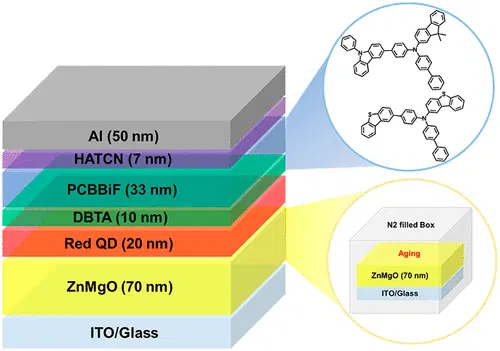 Al (50 nm)
HATCN (7 nm)
PCBBiF (33 nm)
DBTA (10 nm)
Red QD (20 nm)
ZnMgO (70 nm)
ITO/Glass
N
N
S
N
S
N2 filled Box
Aging
ZnMgO (70 nm)
ITO/Glass